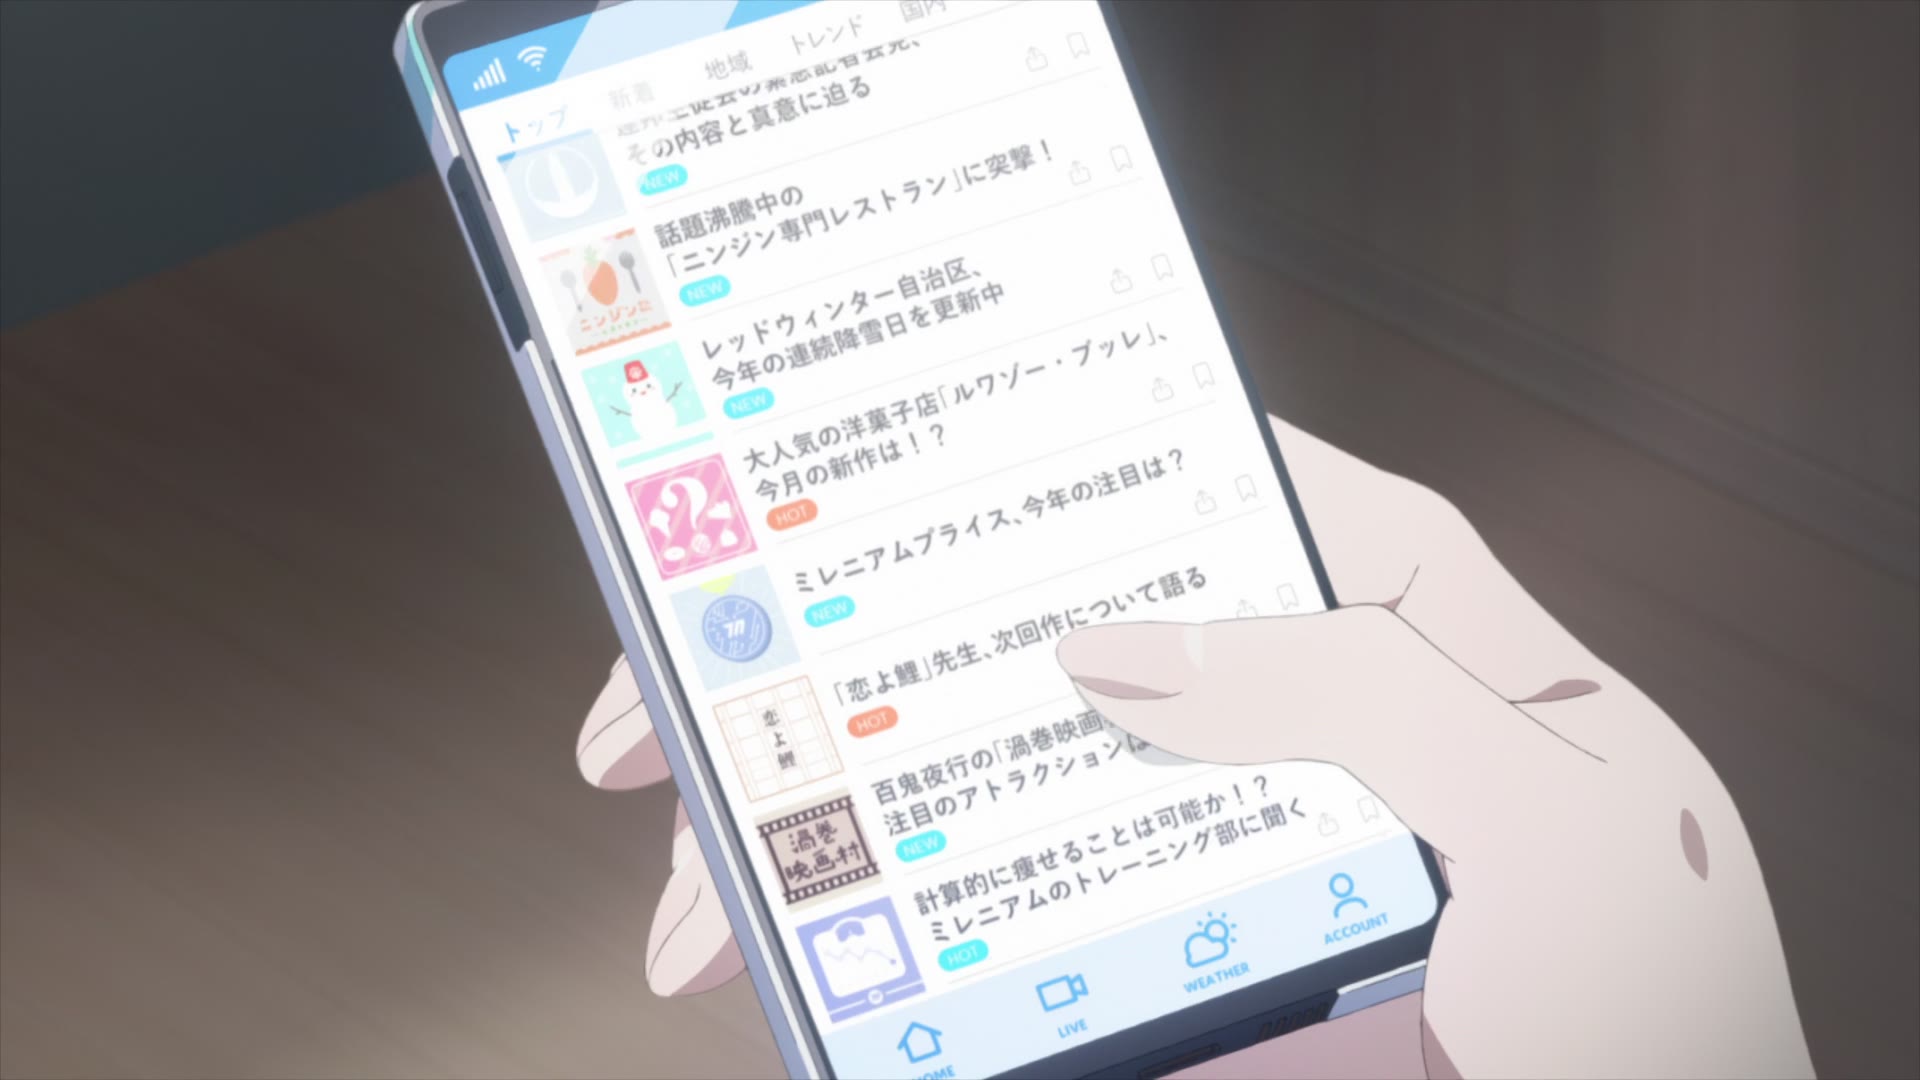 トップ
新着
地域
トレンド
国内
その内容と真意に迫る
NEW
話題沸騰中の
「ニンジン専門レストラン」に突撃！
NEW
レッドウィンター自治区、
今年の連続降雪日を更新中
NEW
大人気の洋菓子店「ルワゾー・ブッレ」、
今月の新作は！？
HOT
ミレニアムプライス、今年の注目は？
NEW
「恋よ鯉」先生、次回作について語る
HOT
恋よ鯉
百鬼夜行の「渦巻映画
注目のアトラクションは
NEW
渦巻
映画村
計算的に痩せることは可能か！？
ミレニアムのトレーニング部に聞く
HOT
HOME
LIVE
WEATHER
ACCOUNT